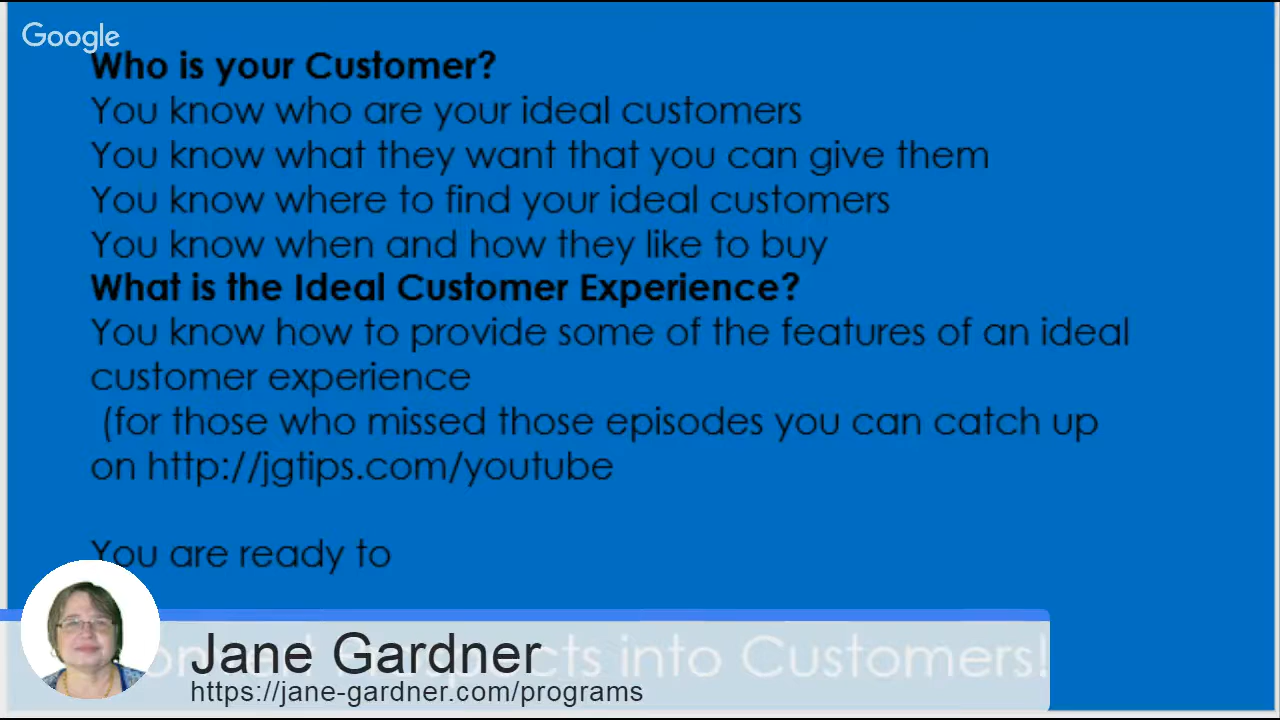 Google
Who is your Customer?
You know who are your ideal customers
You know what they want that you can give them
You know where to find your ideal customers
You know when and how they like to buy
What is the Ideal Customer Experience?
You know how to provide some of the features of an ideal
customer experience
(for those who missed those episodes you can catch up
on http://jgtips.com/youtube
You are ready to
into Customers!
Jane Gardner
https://jane-gardner.com/programs